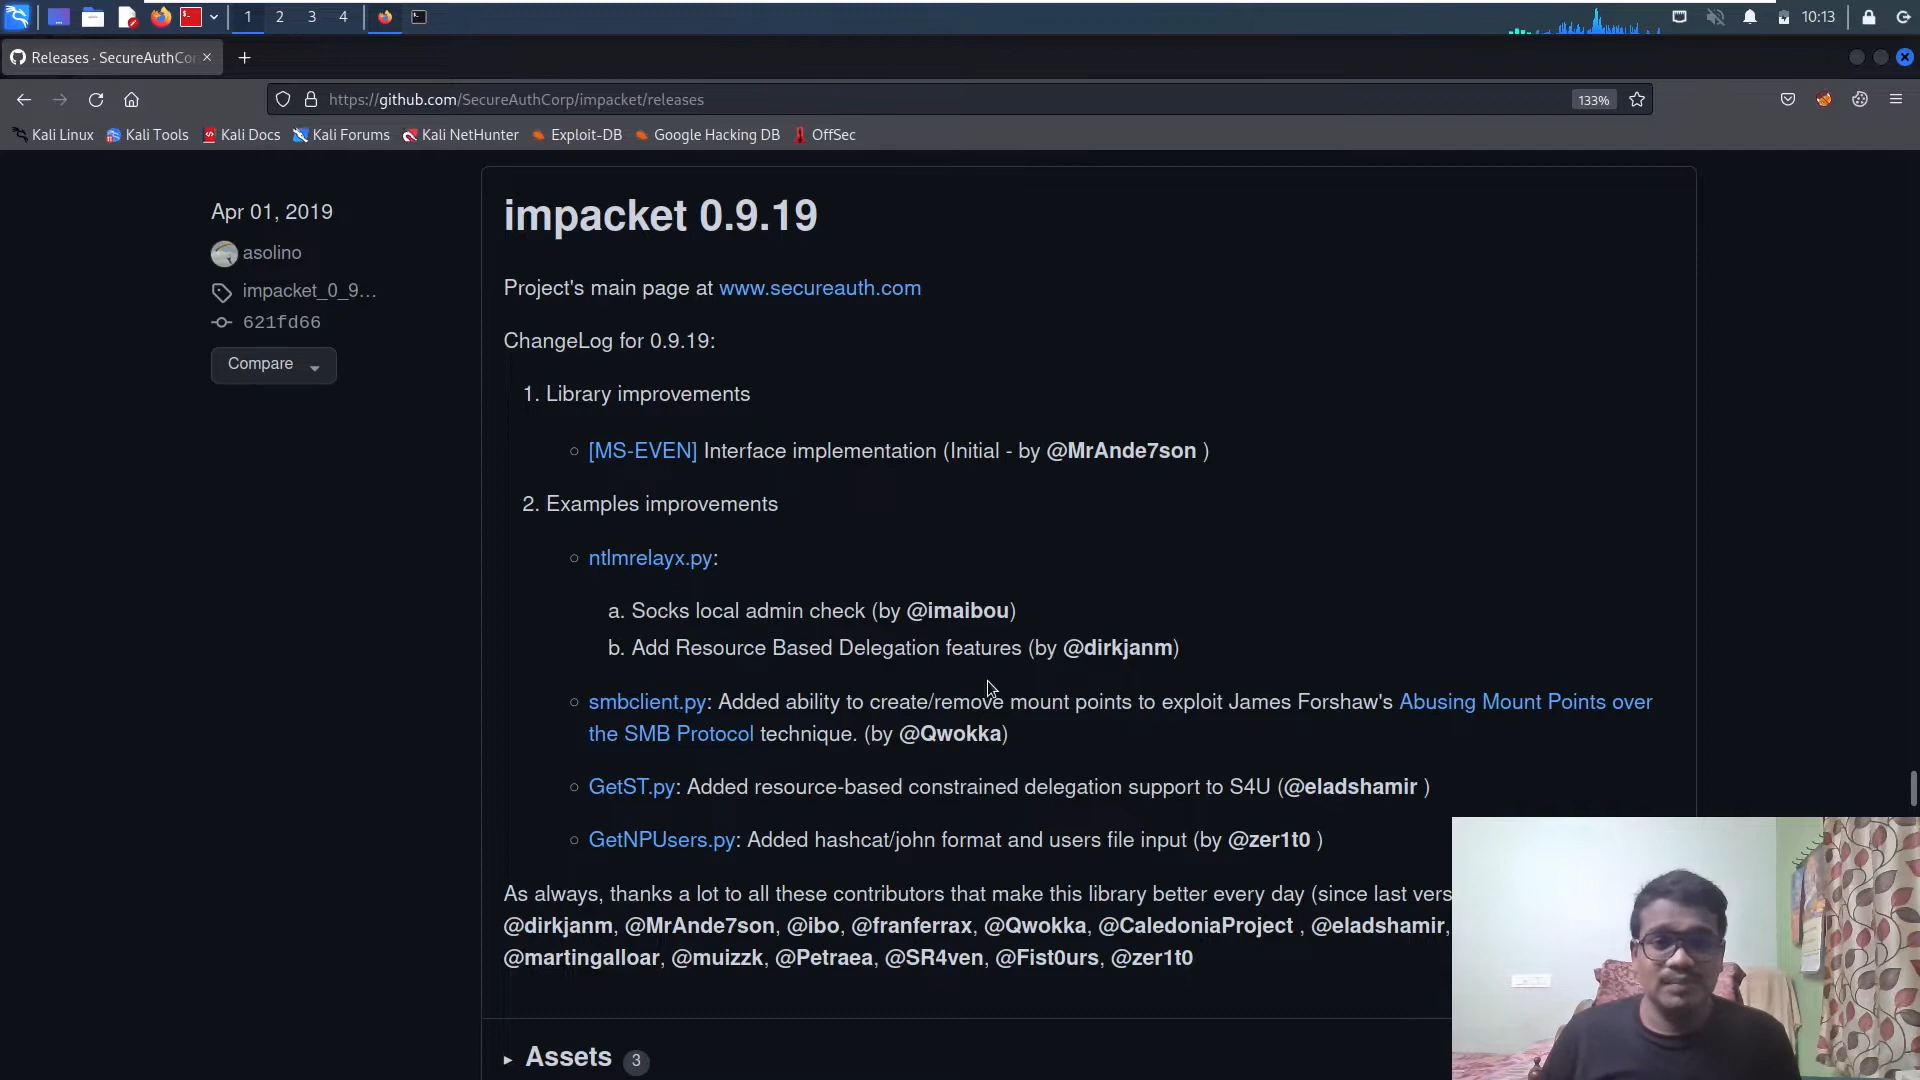 1 2 3 4 10:13
Releases · SecureAuthCo
https://github.com/SecureAuthCorp/impacket/releases 133%
Kali Linux Kali Tools Kali Docs Kali Forums Kali NetHunter Exploit-DB Google Hacking DB OffSec
Apr 01, 2019
asolino
impacket_0_9...
621fd66
Compare
impacket 0.9.19
Project's main page at www.secureauth.com
ChangeLog for 0.9.19:
1. Library improvements
[MS-EVEN] Interface implementation (Initial - by @MrAnde7son )
2. Examples improvements
ntlmrelayx.py:
a. Socks local admin check (by @imaibou)
b. Add Resource Based Delegation features (by @dirkjanm)
smbclient.py: Added ability to create/remove mount points to exploit James Forshaw's Abusing Mount Points over
the SMB Protocol technique. (by @Qwokka)
GetST.py: Added resource-based constrained delegation support to S4U (@eladshamir )
GetNPUsers.py: Added hashcat/john format and users file input (by @zer1t0 )
As always, thanks a lot to all these contributors that make this library better every day (since last vers
@dirkjanm, @MrAnde7son, @ibo, @franferrax, @Qwokka, @CaledoniaProject , @eladshamir,
@martingalloar, @muizzk, @Petraea, @SR4ven, @Fist0urs, @zer1t0
Assets 3